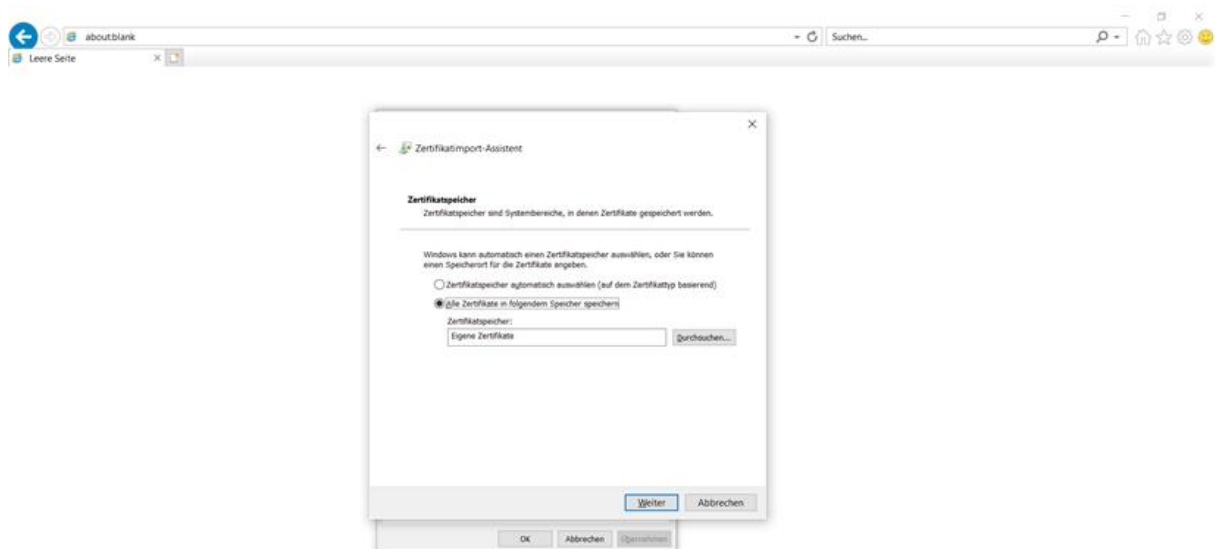 about:blank
Suchen...
Leere Seite
Zertifikatimport-Assistent
Zertifikatspeicher
Zertifikatspeicher sind Systembereiche, in denen Zertifikate gespeichert werden.
Windows kann automatisch einen Zertifikatspeicher auswählen, oder Sie können
einen Speicherort für die Zertifikate angeben.
Zertifikatspeicher automatisch auswählen (auf dem Zertifikattyp basierend)
Alle Zertifikate in folgendem Speicher speichern
Zertifikatspeicher:
Eigene Zertifikate
Durchsuchen...
Weiter
Abbrechen
OK
Abbrechen
Übernehmen